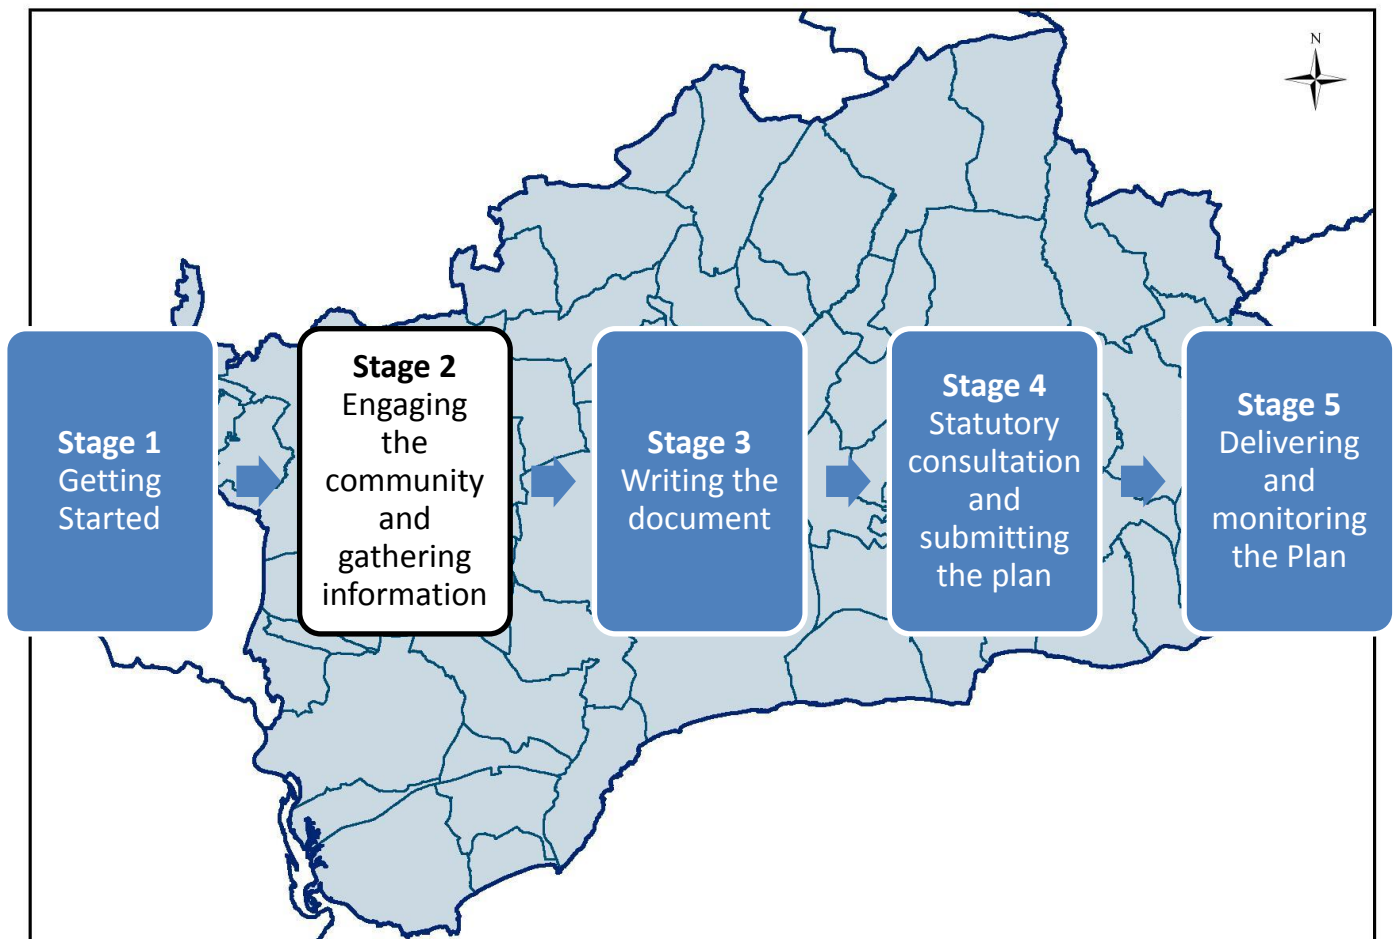 N
Stage 1
Getting
Started
Stage 2
Engaging
the
community
and
gathering
information
Stage 3
Writing the
document
Stage 4
Statutory
consultation
and
submitting
the plan
Stage 5
Delivering
and
monitoring
the Plan